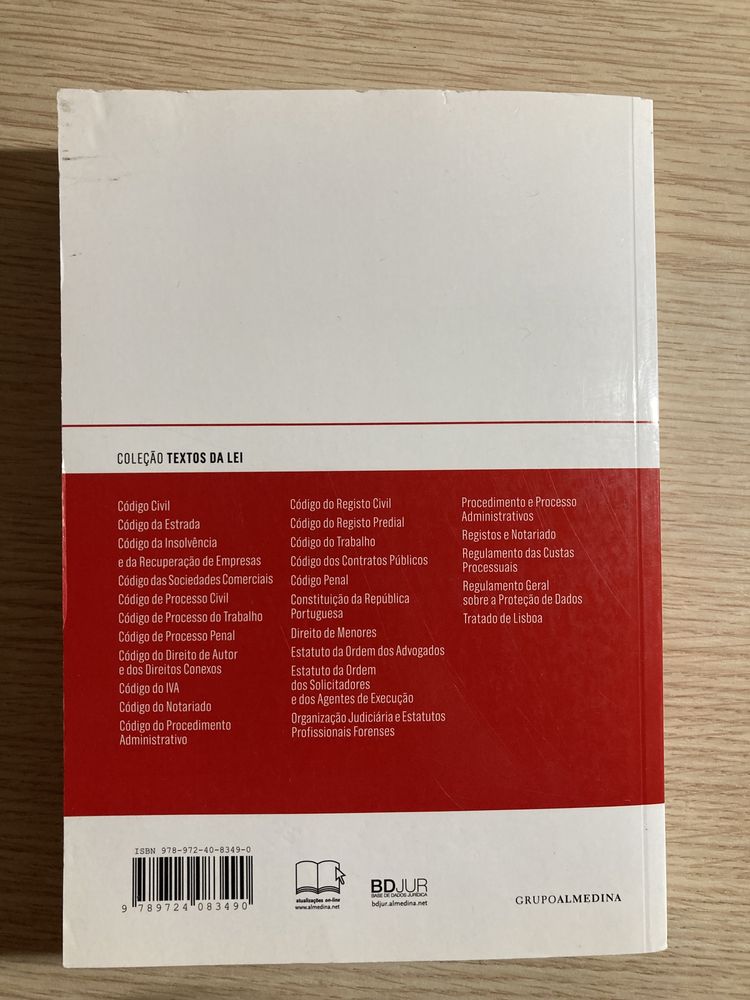 COLEÇÃO TEXTOS DA LEI
Código Civil
Código da Estrada
Código da Insolvência
e da Recuperação de Empresas
Código das Sociedades Comerciais
Código de Processo Civil
Código de Processo do Trabalho
Código de Processo Penal
Código do Direito de Autor
e dos Direitos Conexos
Código do IVA
Código do Notariado
Código do Procedimento
Administrativo
Código do Registo Civil
Código do Registo Predial
Código do Trabalho
Código dos Contratos Públicos
Código Penal
Constituição da República
Portuguesa
Direito de Menores
Estatuto da Ordem dos Advogados
Estatuto da Ordem
dos Solicitadores
e dos Agentes de Execução
Organização Judiciária e Estatutos
Profissionais Forenses
Procedimento e Processo
Administrativos
Registos e Notariado
Regulamento das Custas
Processuais
Regulamento Geral
sobre a Proteção de Dados
Tratado de Lisboa
ISBN 978-972-40-8349-0
9 789724 083490
atualizações on-line
www.almedina.net
BDJUR
BASE DE DADOS JURÍDICA
bdjur.almedina.net
GRUPOALMEDINA